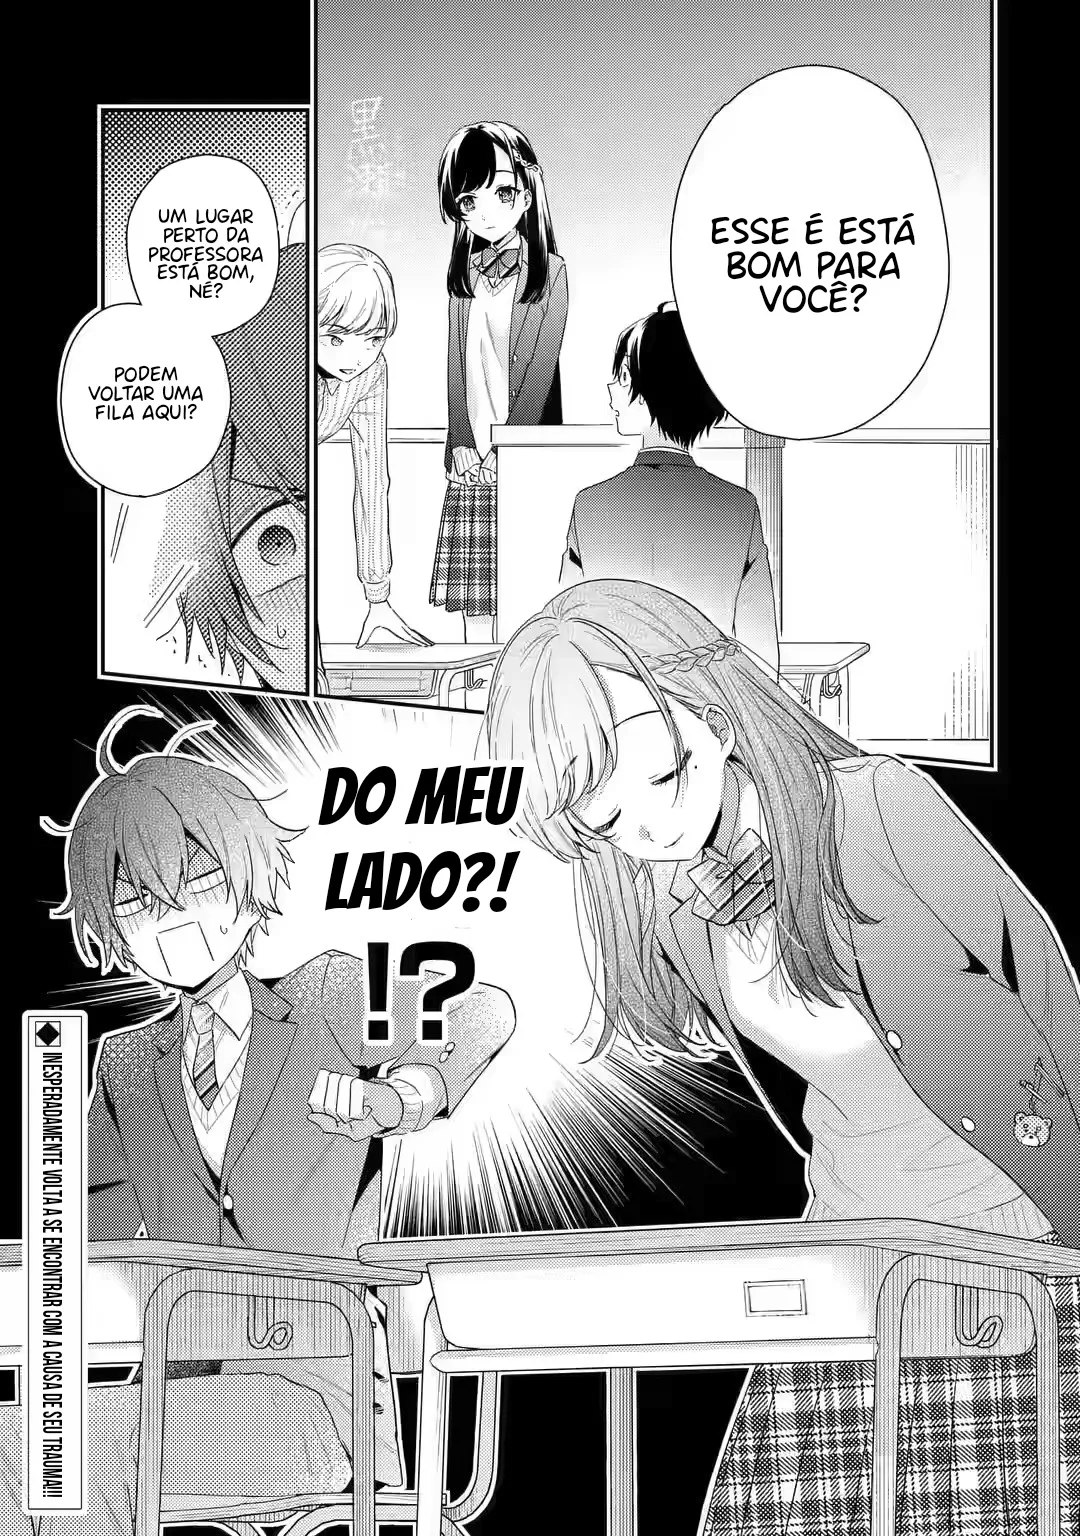 ESSE É ESTÁ
BOM PARA
VOCÊ?
UM LUGAR
PERTO DA
PROFESSORA
ESTÁ BOM,
NÉ?
PODEM
VOLTAR UMA
FILA AQUI?
DO MEU
LADO?!
!?
◆ INESPERADAMENTE VOLTA A SE ENCONTRAR COM A CAUSA DE SEU TRAUMA!!!